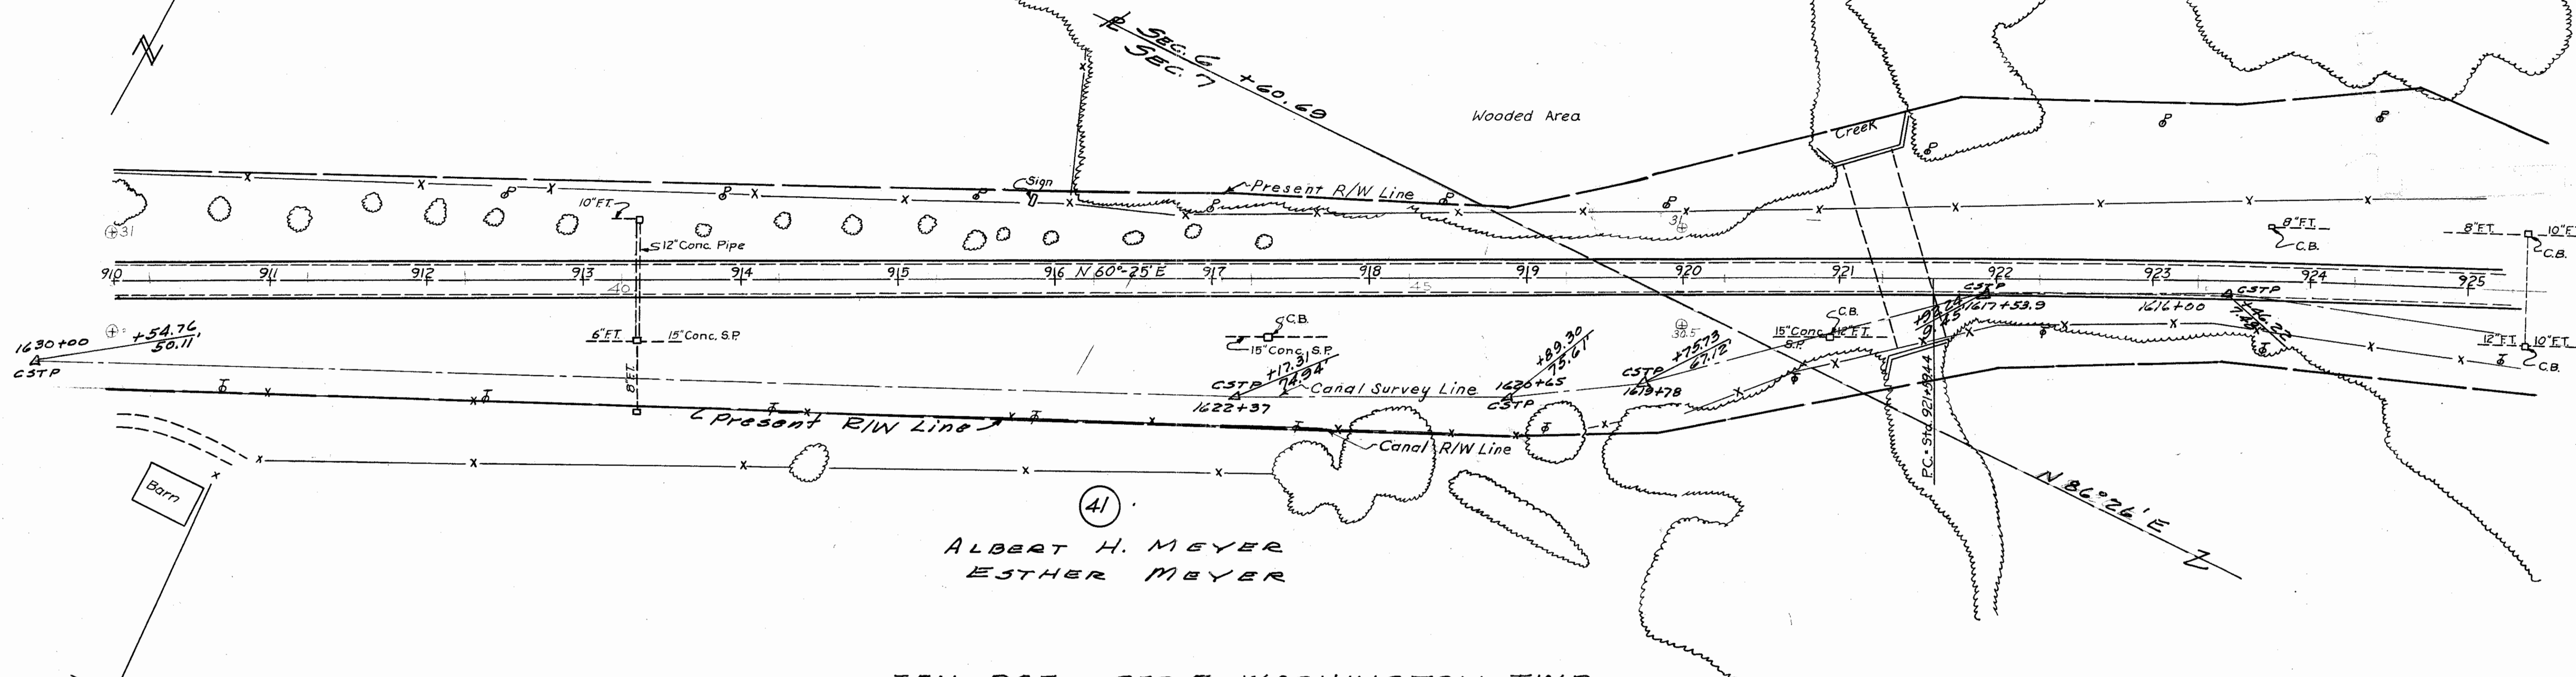 SEC. 6 +60.69
SEC. 7
Wooded Area
Creek
Sign
Present R/W Line
10"F.T.
12"Conc. Pipe
31
31
8"F.T.
C.B.
8"F.T.
10"F.T.
C.B.
910 911 912 913 914 915 916 N 60°-25'E 917 918 919 920 921 922 923 924 925
40
45
CSTP
1617+53.9
1616+00
CSTP
+54.76
50.11'
1630+00
CSTP
6"F.T.
15"Conc. S.P.
8"F.T.
C.B.
15"Conc. S.P.
+17.31
74.94'
CSTP
1622+37
Canal Survey Line
+89.30
75.61'
1620+65
CSTP
30.5
+75.73
67.12'
CSTP
1619+78
C.B.
15"Conc. S.P.
12"F.T.
P.C. = Sta. 921+59.44
12"F.T.
10"F.T.
C.B.
Present R/W Line
Canal R/W Line
Barn
N 86°26' E
41
ALBERT H. MEYER
ESTHER MEYER